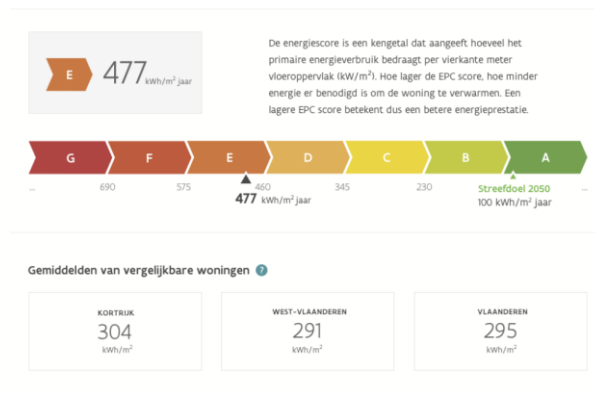 E 477 kWh/m² jaar
De energiescore is een kengetal dat aangeeft hoeveel het
primaire energieverbruik bedraagt per vierkante meter
vloeroppervlak (kW/m²). Hoe lager de EPC score, hoe minder
energie er benodigd is om de woning te verwarmen. Een
lagere EPC score betekent dus een betere energieprestatie.
G F E D C B A
... 690 575 460 345 230 ...
477 kWh/m² jaar
Streefdoel 2050
100 kWh/m² jaar
Gemiddelden van vergelijkbare woningen ?
KORTRIJK
304
kWh/m²
WEST-VLAANDEREN
291
kWh/m²
VLAANDEREN
295
kWh/m²